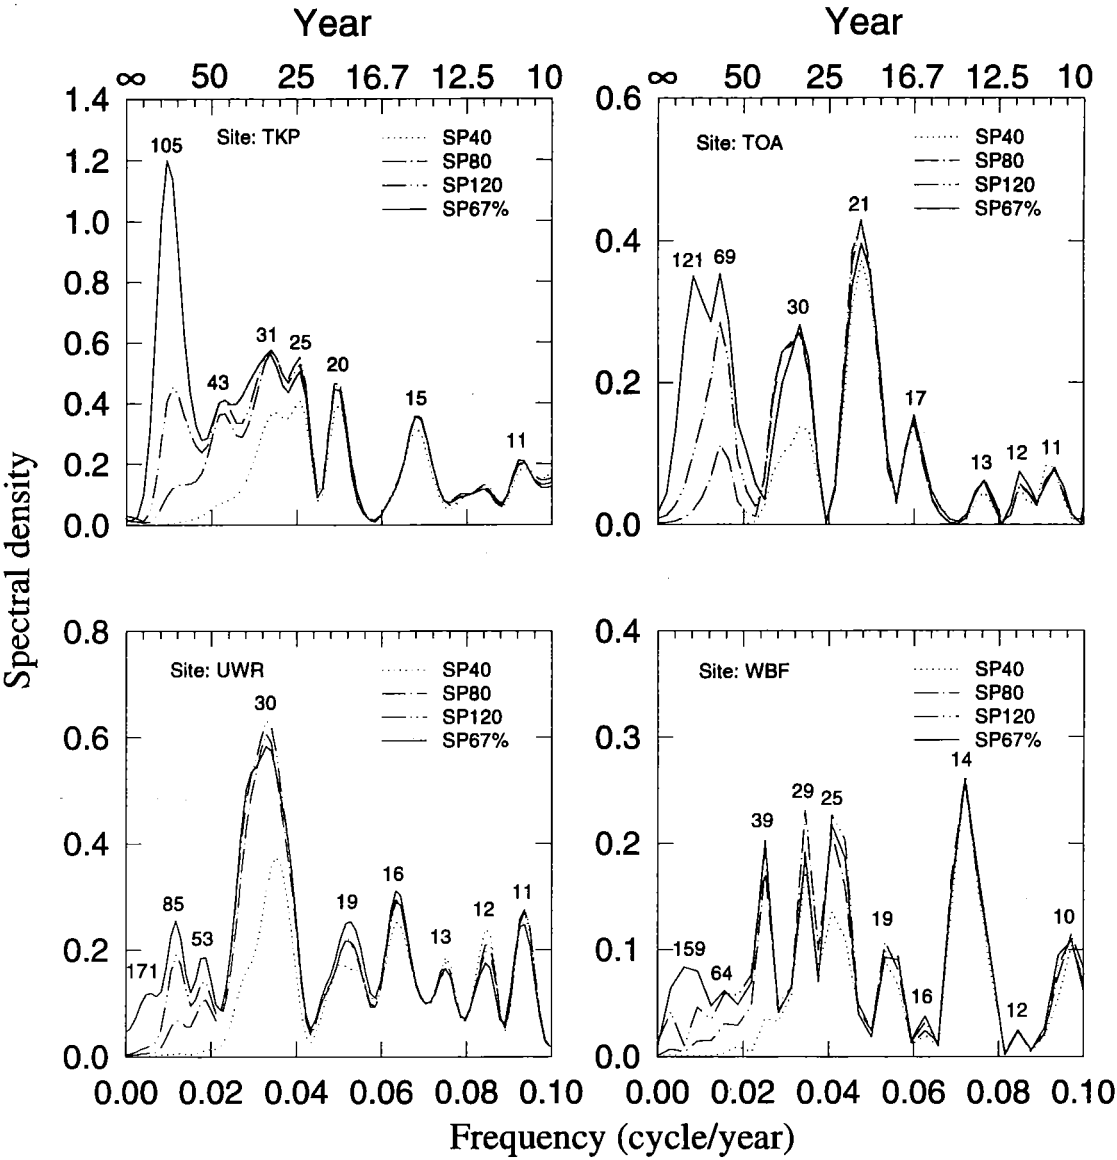 Year
∞ 50 25 16.7 12.5 10
Site: TKP
SP40
SP80
SP120
SP67%
1.4
1.2
1.0
0.8
0.6
0.4
0.2
0.0
105
43
31
25
20
15
11
Year
∞ 50 25 16.7 12.5 10
Site: TOA
SP40
SP80
SP120
SP67%
0.6
0.4
0.2
0.0
121
69
30
21
17
13
12
11
Spectral density
Site: UWR
SP40
SP80
SP120
SP67%
0.8
0.6
0.4
0.2
0.0
171
85
53
30
19
16
13
12
11
0.00 0.02 0.04 0.06 0.08 0.10
Site: WBF
SP40
SP80
SP120
SP67%
0.4
0.3
0.2
0.1
0.0
159
64
39
29
25
19
16
14
12
10
0.00 0.02 0.04 0.06 0.08 0.10
Frequency (cycle/year)